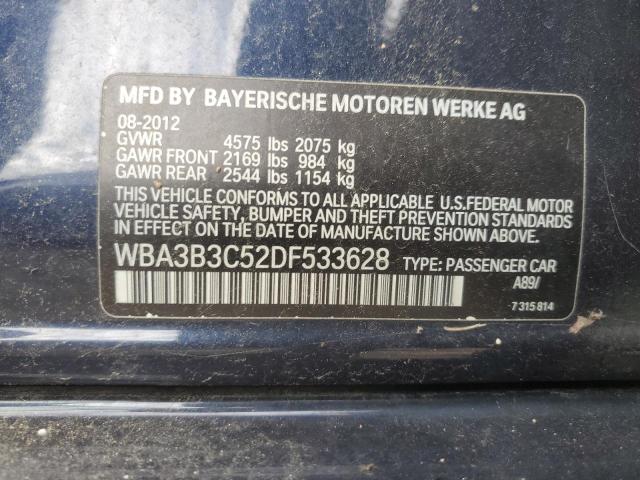 MFD BY BAYERISCHE MOTOREN WERKE AG
08-2012
GVWR 4575 lbs 2075 kg
GAWR FRONT 2169 lbs 984 kg
GAWR REAR 2544 lbs 1154 kg
THIS VEHICLE CONFORMS TO ALL APPLICABLE U.S. FEDERAL MOTOR
VEHICLE SAFETY, BUMPER AND THEFT PREVENTION STANDARDS
IN EFFECT ON THE DATE OF MANUFACTURE SHOWN ABOVE.
WBA3B3C52DF533628 TYPE: PASSENGER CAR
A89/
7 315 814